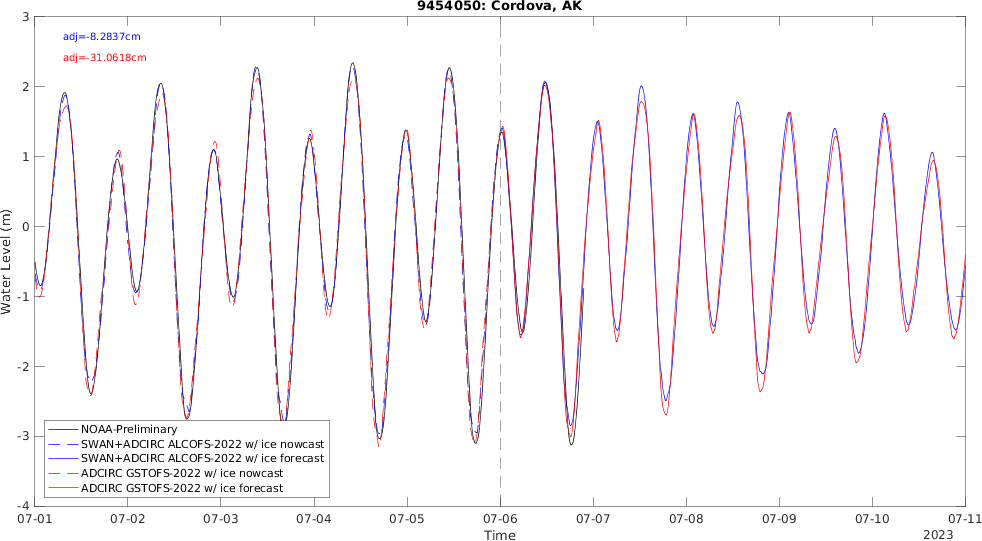 9454050: Cordova, AK
adj=-8.2837cm
adj=-31.0618cm
3
2
1
0
-1
-2
-3
-4
Water Level (m)
NOAA-Preliminary
SWAN+ADCIRC ALCOFS-2022 w/ ice nowcast
SWAN+ADCIRC ALCOFS-2022 w/ ice forecast
ADCIRC GSTOFS-2022 w/ ice nowcast
ADCIRC GSTOFS-2022 w/ ice forecast
07-01 07-02 07-03 07-04 07-05 07-06 07-07 07-08 07-09 07-10 07-11
Time
2023